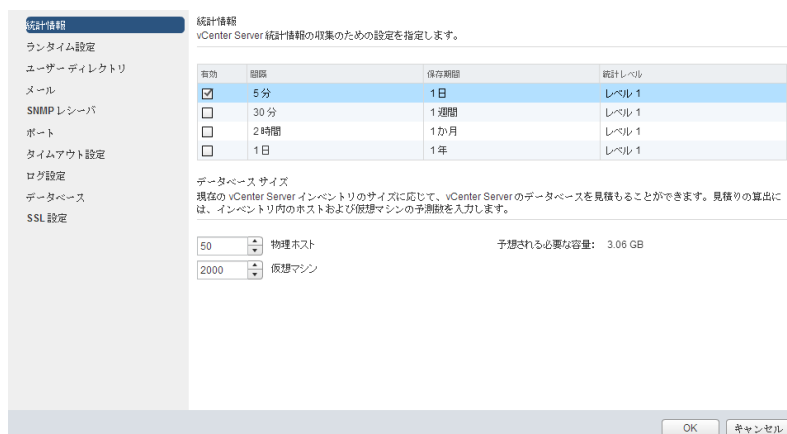 統計情報
ランタイム設定
ユーザー ディレクトリ
メール
SNMP レシーバ
ポート
タイムアウト設定
ログ設定
データベース
SSL 設定
統計情報
vCenter Server 統計情報の収集のための設定を指定します。
有効 間隔 保存期間 統計レベル
5 分 1 日 レベル 1
30 分 1 週間 レベル 1
2 時間 1 か月 レベル 1
1 日 1 年 レベル 1
データベース サイズ
現在の vCenter Server インベントリのサイズに応じて、vCenter Server のデータベースを見積もることができます。見積りの算出に
は、インベントリ内のホストおよび仮想マシンの予測数を入力します。
50 物理ホスト 予想される必要な容量: 3.06 GB
2000 仮想マシン
OK キャンセル